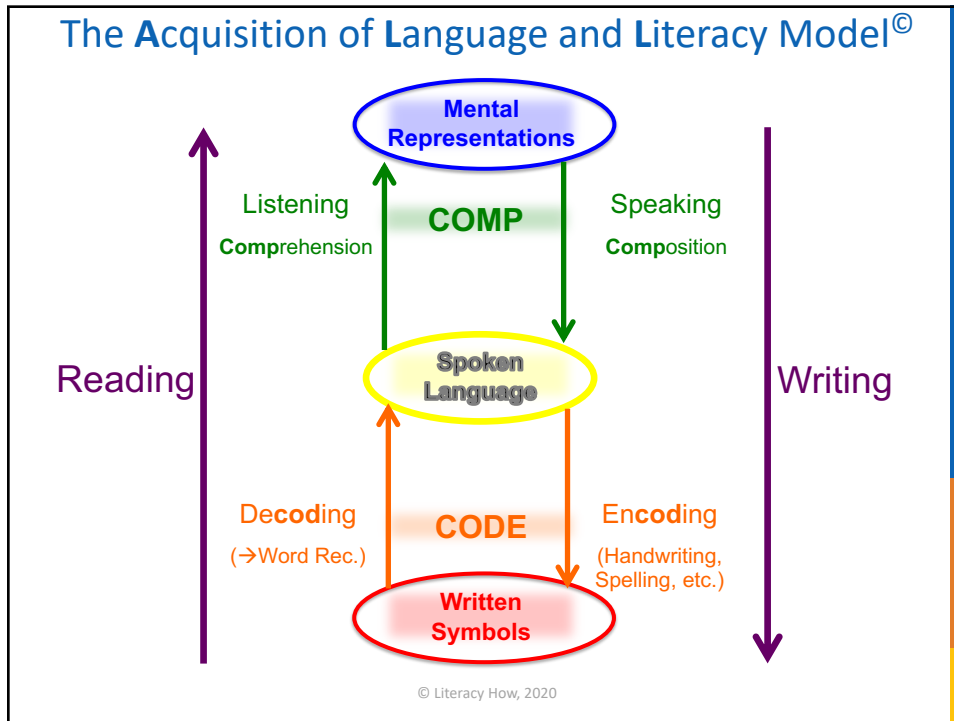 The Acquisition of Language and Literacy Model©
Mental
Representations
Listening
Comprehension
COMP
Speaking
Composition
Reading
Spoken
Language
Writing
Decoding
(→Word Rec.)
CODE
Encoding
(Handwriting,
Spelling, etc.)
Written
Symbols
© Literacy How, 2020